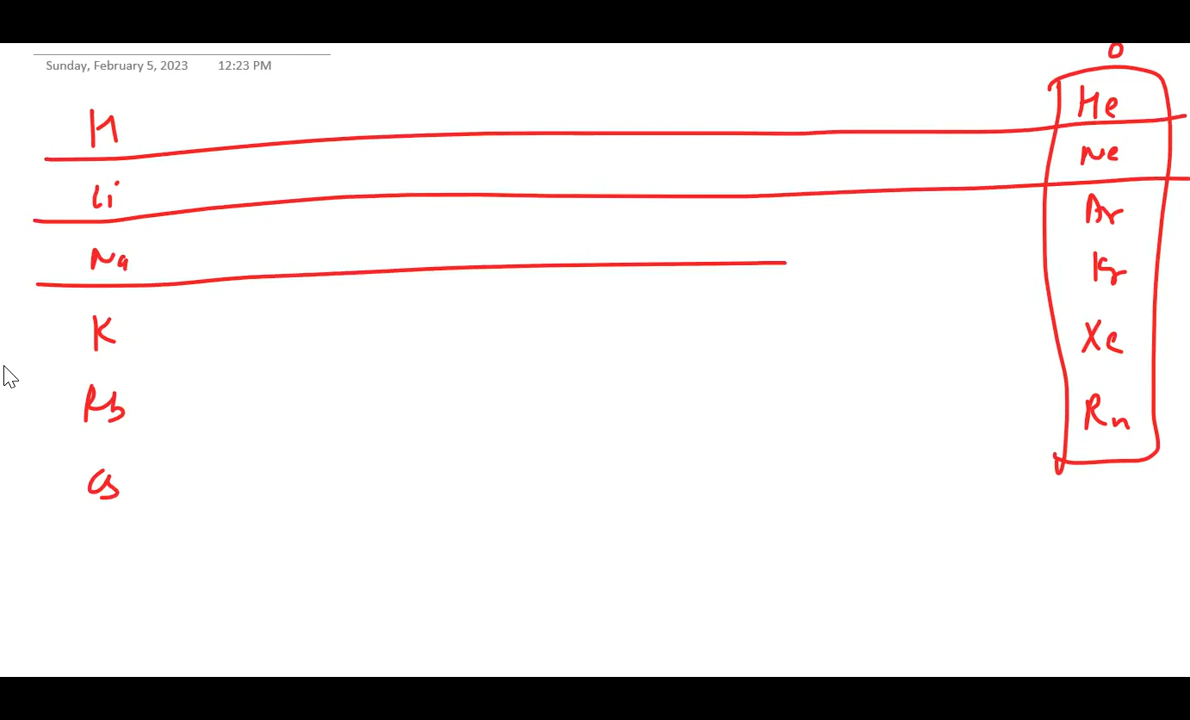 Sunday, February 5, 2023 12:23 PM
0
H He
Li Ne
Na Ar
K Kr
Rb Xe
Cs Rn